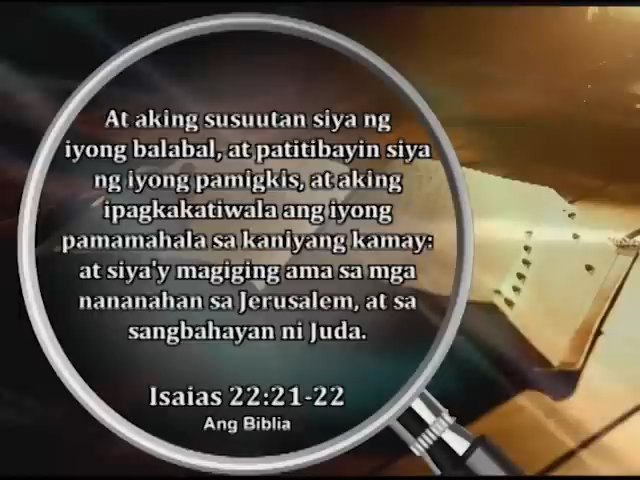 At aking susuutan siya ng
iyong balabal, at patitibayin siya
ng iyong pamigkis, at aking
ipagkakatiwala ang iyong
pamamahala sa kaniyang kamay:
at siya'y magiging ama sa mga
nananahan sa Jerusalem, at sa
sangbahayan ni Juda.
Isaias 22:21-22
Ang Biblia